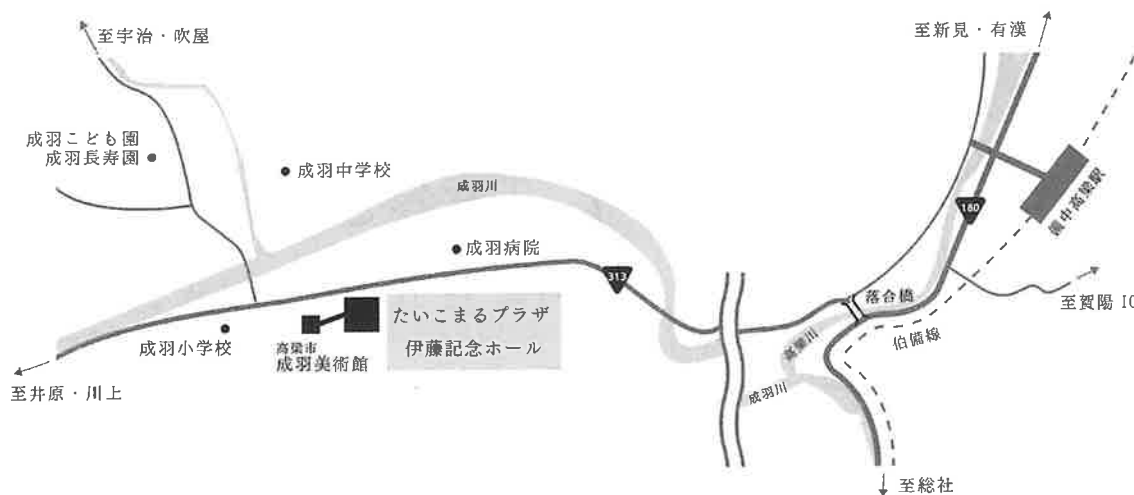 至宇治・吹屋
至新見・有漢
成羽こども園
成羽長寿園
成羽中学校
成羽川
備中高梁駅
180
成羽病院
313
落合橋
至賀陽 IC
たいこまるプラザ
伊藤記念ホール
高梁川
伯備線
成羽小学校
高梁市
成羽美術館
成羽川
至井原・川上
至総社